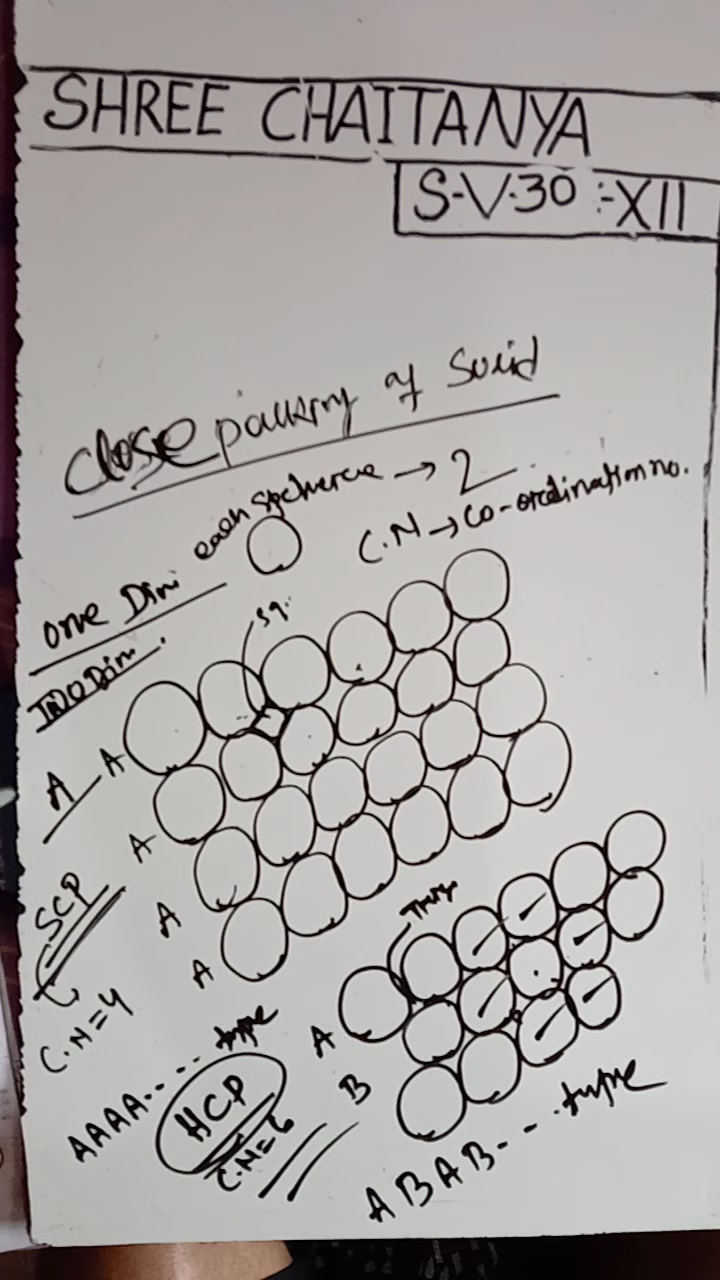 SHREE CHAITANYA
S.V.30 :-XII
Close packing of Solid
One Dim each sphere → 2
C.N → Co-ordination no.
TWO Dim.
sq.
A A
A
A
A
SCP
C.N=4
AAAA.... type
HCP
C.N=6
A
B
ABAB--- type